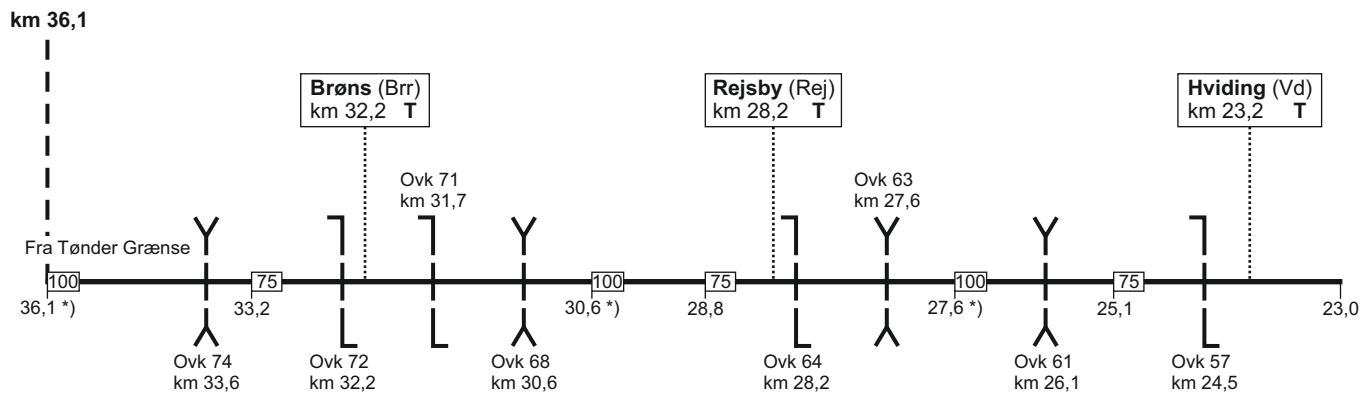 km 36,1
Brøns (Brr)
km 32,2 T
Rejsby (Rej)
km 28,2 T
Hviding (Vd)
km 23,2 T
Ovk 71
km 31,7
Ovk 63
km 27,6
Fra Tønder Grænse
100
75
100
75
100
75
36,1 *)
33,2
30,6 *)
28,8
27,6 *)
25,1
23,0
Ovk 74
km 33,6
Ovk 72
km 32,2
Ovk 68
km 30,6
Ovk 64
km 28,2
Ovk 61
km 26,1
Ovk 57
km 24,5